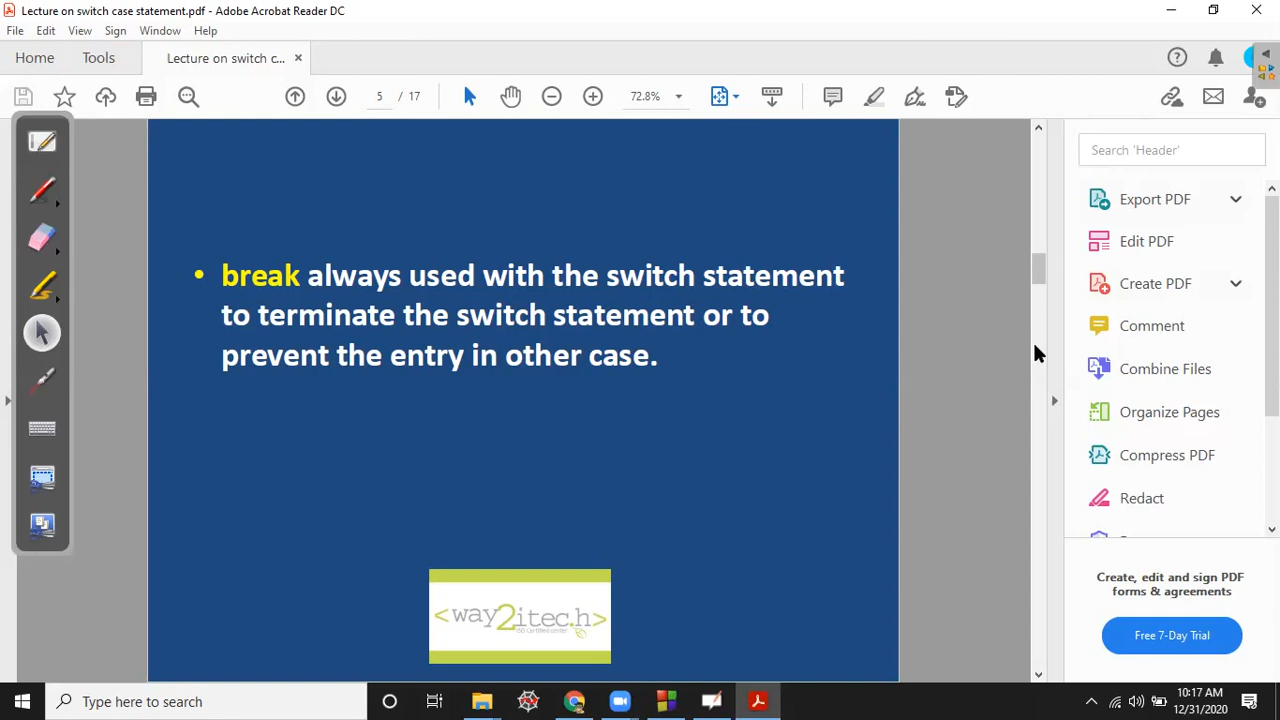 Lecture on switch case statement.pdf - Adobe Acrobat Reader DC
File Edit View Sign Window Help
Home Tools Lecture on switch c... ×
5 / 17 72.8%
Search 'Header'
Export PDF
Edit PDF
Create PDF
Comment
Combine Files
Organize Pages
Compress PDF
Redact
• break always used with the switch statement
to terminate the switch statement or to
prevent the entry in other case.
<way2itec.h>
ISO Certified center
Create, edit and sign PDF
forms & agreements
Free 7-Day Trial
Type here to search
10:17 AM
12/31/2020